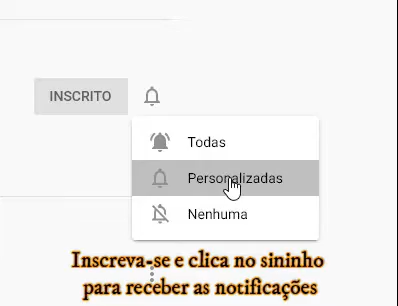 INSCRITO
Todas
Personalizadas
Nenhuma
Inscreva-se e clica no sininho
para receber as notificações